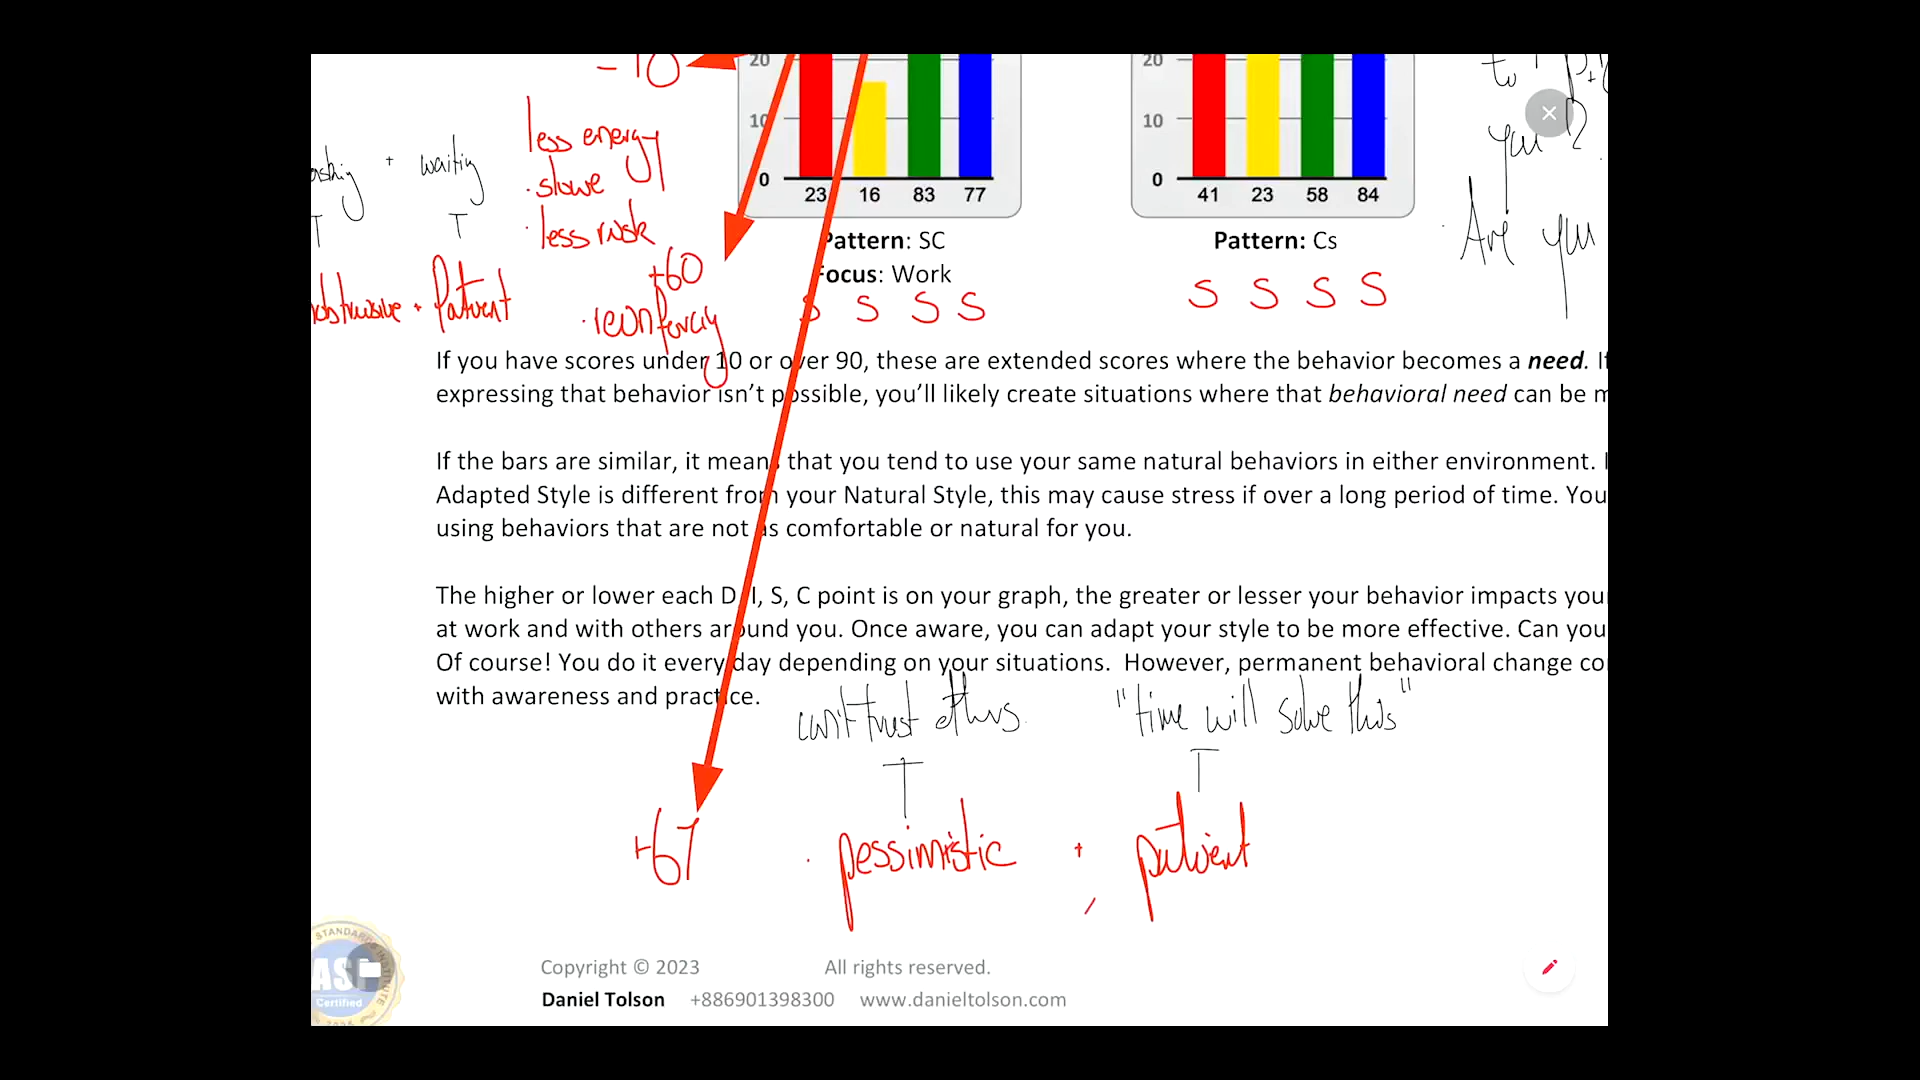 - 10
20
20
to
less energy
you?
10
10
+ waiting
· slowe
0
0
23 16 83 77
41 23 58 84
T T
· less risk
Are you
Pattern: SC
Pattern: Cs
+60
Focus: Work
+ Patient
S S S S
S S S S
If you have scores under 10 or over 90, these are extended scores where the behavior becomes a need. If
expressing that behavior isn't possible, you'll likely create situations where that behavioral need can be m
If the bars are similar, it means that you tend to use your same natural behaviors in either environment. I
Adapted Style is different from your Natural Style, this may cause stress if over a long period of time. You
using behaviors that are not as comfortable or natural for you.
The higher or lower each D, I, S, C point is on your graph, the greater or lesser your behavior impacts you
at work and with others around you. Once aware, you can adapt your style to be more effective. Can you
Of course! You do it every day depending on your situations. However, permanent behavioral change co
with awareness and practice.
can't trust others. "time will solve this"
T T
+67 · pessimistic + patient
STANDARDS INSTITUTE
ASI
Certified
Copyright © 2023 All rights reserved.
Daniel Tolson +886901398300 www.danieltolson.com